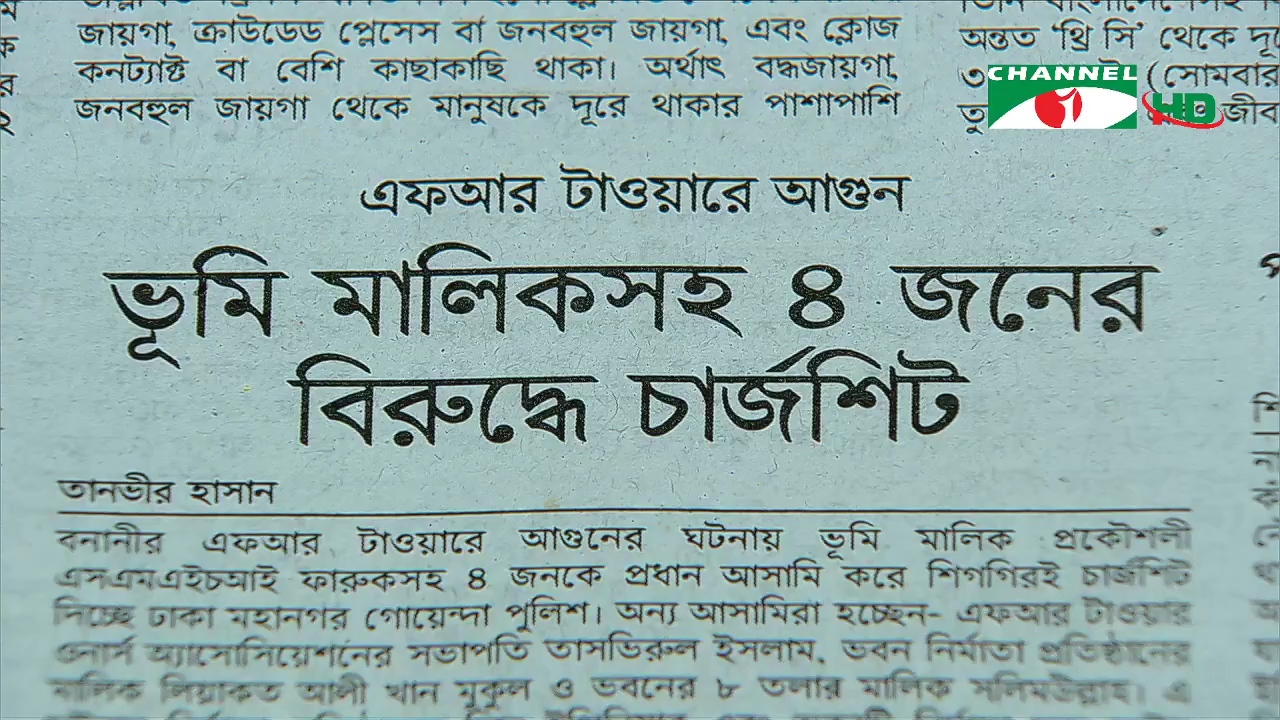 জায়গা, ক্রাউডেড প্লেসেস বা জনবহুল জায়গা, এবং ক্লোজ
কনট্যাক্ট বা বেশি কাছাকাছি থাকা। অর্থাৎ বদ্ধজায়গা,
জনবহুল জায়গা থেকে মানুষকে দূরে থাকার পাশাপাশি
অন্তত ‘থ্রি সি’ থেকে
(সোমবার
CHANNEL
HD
এফআর টাওয়ারে আগুন
ভূমি মালিকসহ ৪ জনের
বিরুদ্ধে চার্জশিট
তানভীর হাসান
বনানীর এফআর টাওয়ারে আগুনের ঘটনায় ভূমি মালিক প্রকৌশলী
এসএমএইচআই ফারুকসহ ৪ জনকে প্রধান আসামি করে শিগগিরই চার্জশিট
দিচ্ছে ঢাকা মহানগর গোয়েন্দা পুলিশ। অন্য আসামিরা হচ্ছেন- এফআর টাওয়ার
ওনার্স অ্যাসোসিয়েশনের সভাপতি তাসভিরুল ইসলাম, ভবন নির্মাতা প্রতিষ্ঠানের
মালিক লিয়াকত আলী খান মুকুল ও ভবনের ৮ তলার মালিক সলিমউল্লাহ। এ